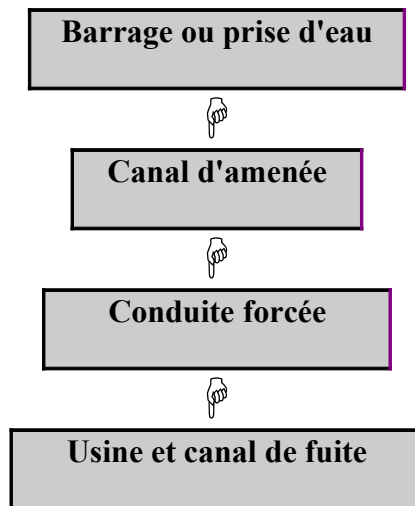 Barrage ou prise d'eau
Canal d'amenée
Conduite forcée
Usine et canal de fuite